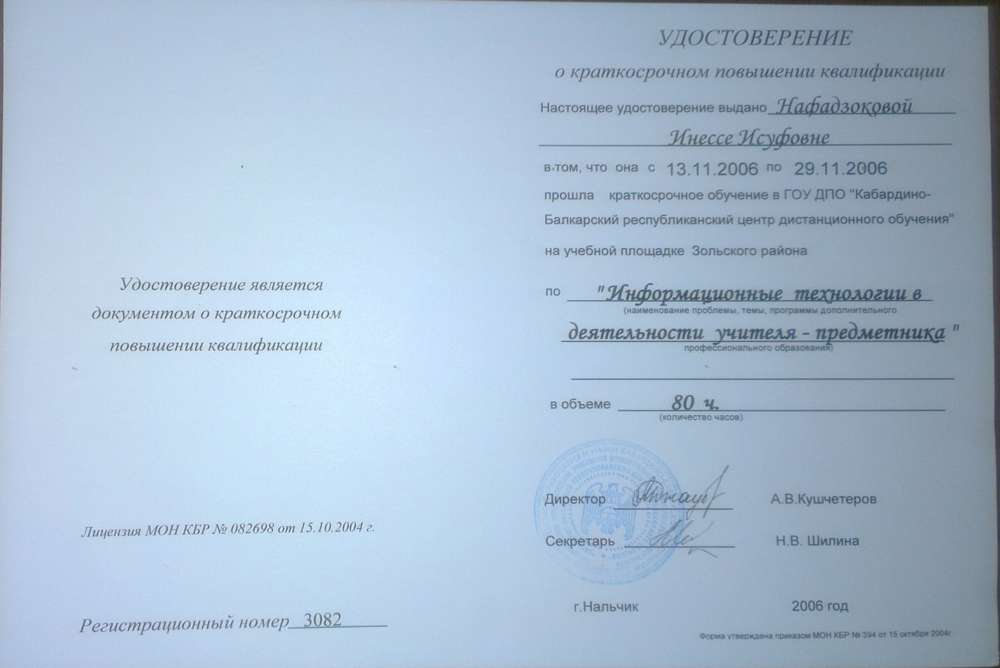 Удостоверение является
документом о краткосрочном
повышении квалификации
Лицензия МОН КБР № 082698 от 15.10.2004 г.
Регистрационный номер 3082
УДОСТОВЕРЕНИЕ
о краткосрочном повышении квалификации
Настоящее удостоверение выдано Нафадзоковой
Инессе Исуфовне
в том, что она с 13.11.2006 по 29.11.2006
прошла краткосрочное обучение в ГОУ ДПО "Кабардино-
Балкарский республиканский центр дистанционного обучения"
на учебной площадке Зольского района
по "Информационные технологии в
(наименование проблемы, темы, программы дополнительного
деятельности учителя - предметника"
профессионального образования)
в объеме 80 ч.
(количество часов)
Директор А.В.Кушчетеров
Секретарь Н.В. Шилина
г.Нальчик 2006 год
Форма утверждена приказом МОН КБР № 394 от 15 октября 2004г.